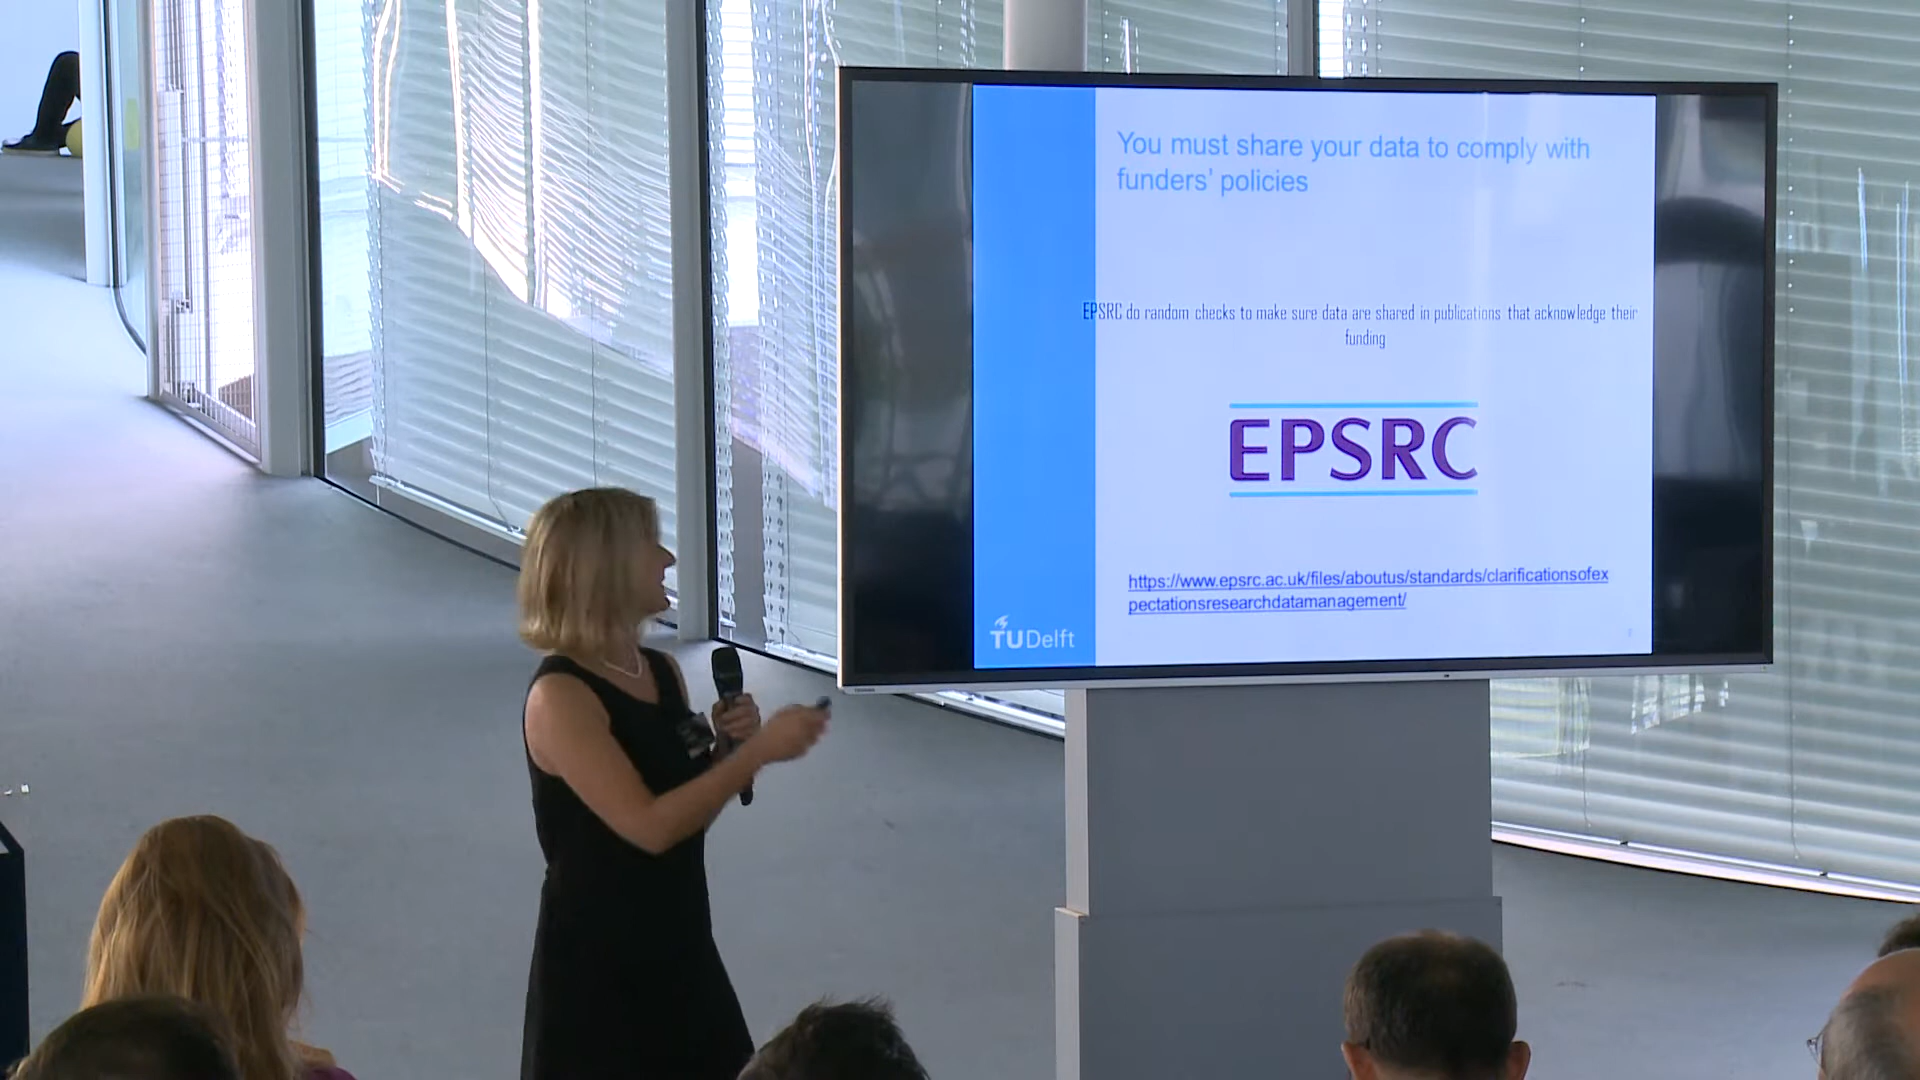 You must share your data to comply with
funders' policies
EPSRC do random checks to make sure data are shared in publications that acknowledge their
funding
EPSRC
https://www.epsrc.ac.uk/files/aboutus/standards/clarificationsofex
pectationsresearchdatamanagement/
TUDelft